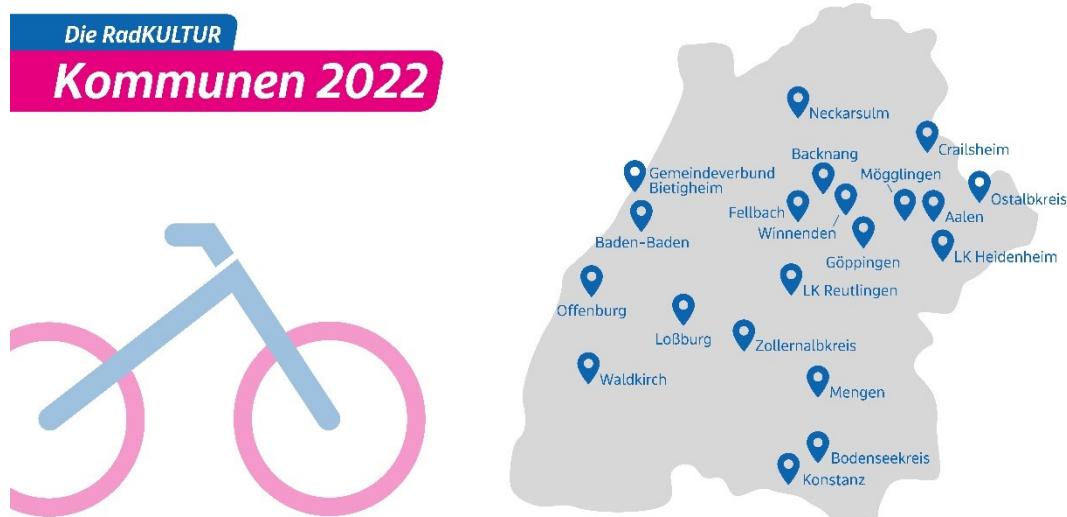 Die RadKULTUR
Kommunen 2022
Neckarsulm
Crailsheim
Backnang
Mögglingen
Gemeindeverbund
Bietigheim
Ostalbkreis
Fellbach
Aalen
Winnenden
Baden-Baden
LK Heidenheim
Göppingen
LK Reutlingen
Offenburg
Loßburg
Zollernalbkreis
Waldkirch
Mengen
Bodenseekreis
Konstanz